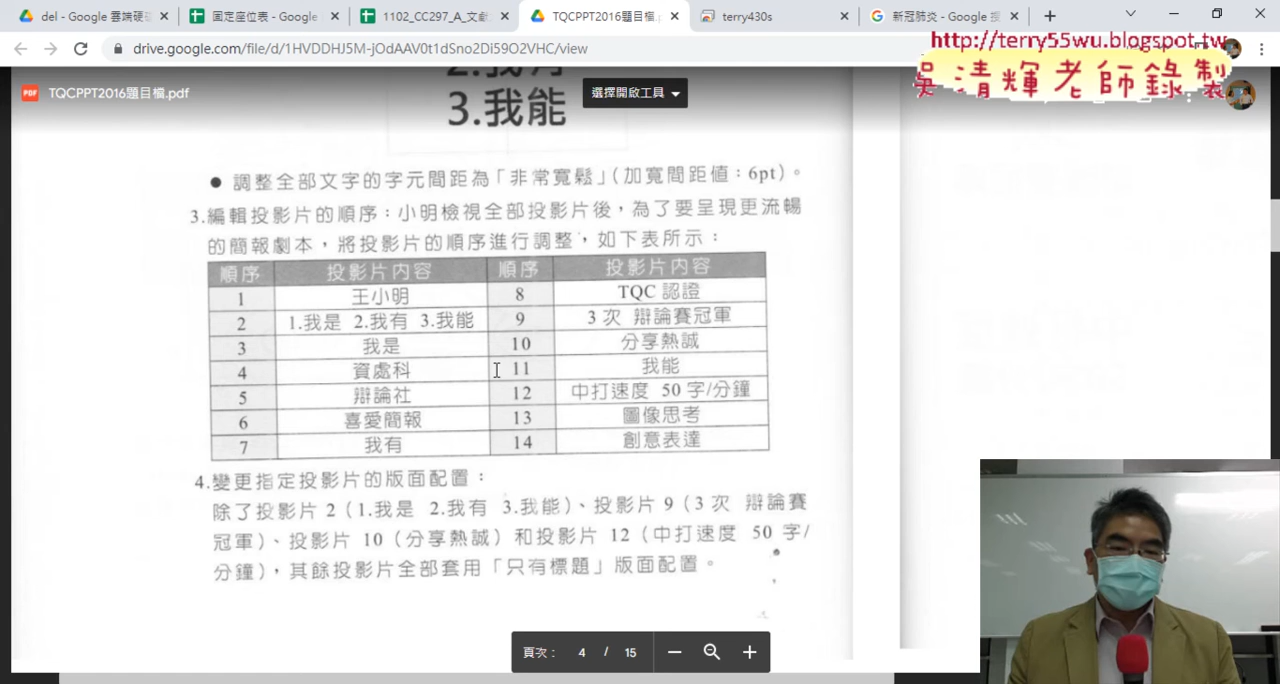 del - Google 雲端硬
固定座位表 - Google
1102_CC297_A_文獻
TQCPPT2016題目檔.p
terry430s
新冠肺炎 - Google 搜
drive.google.com/file/d/1HVDDHJ5M-jOdAAV0t1dSno2Di59O2VHC/view
http://terry55wu.blogspot.tw
吳清輝老師錄製
PDF TQCPPT2016題目檔.pdf
選擇開啟工具
2.我有
3.我能
● 調整全部文字的字元間距為「非常寬鬆」(加寬間距值：6pt)。
3.編輯投影片的順序：小明檢視全部投影片後，為了要呈現更流暢
的簡報劇本，將投影片的順序進行調整，如下表所示：
順序 投影片內容 順序 投影片內容
1 王小明 8 TQC 認證
2 1.我是 2.我有 3.我能 9 3 次 辯論賽冠軍
3 我是 10 分享熱誠
4 資處科 11 我能
5 辯論社 12 中打速度 50 字/分鐘
6 喜愛簡報 13 圖像思考
7 我有 14 創意表達
4.變更指定投影片的版面配置：
除了投影片 2（1.我是 2.我有 3.我能）、投影片 9（3 次 辯論賽
冠軍）、投影片 10（分享熱誠）和投影片 12（中打速度 50 字/
分鐘），其餘投影片全部套用「只有標題」版面配置。
頁次： 4 / 15